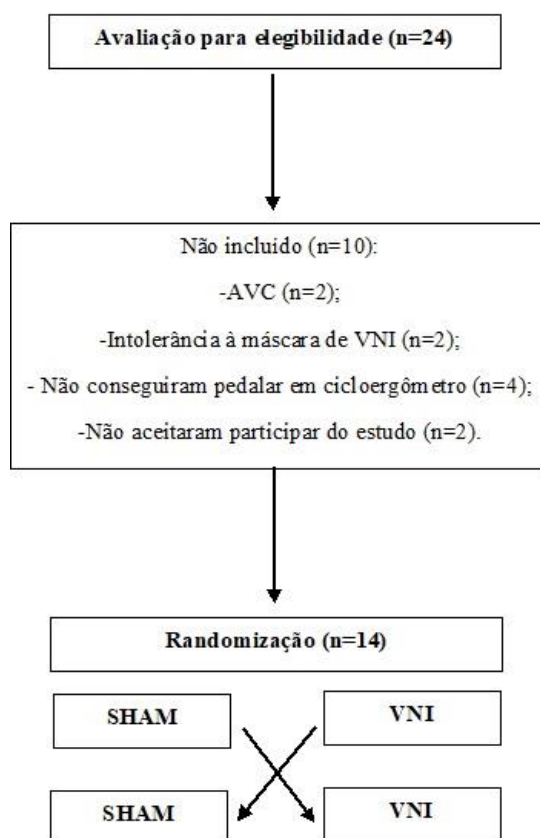 Avaliação para elegibilidade (n=24)
Não incluido (n=10):
-AVC (n=2);
-Intolerância à máscara de VNI (n=2);
- Não conseguiram pedalar em cicloergômetro (n=4);
-Não aceitaram participar do estudo (n=2).
Randomização (n=14)
SHAM
VNI
SHAM
VNI